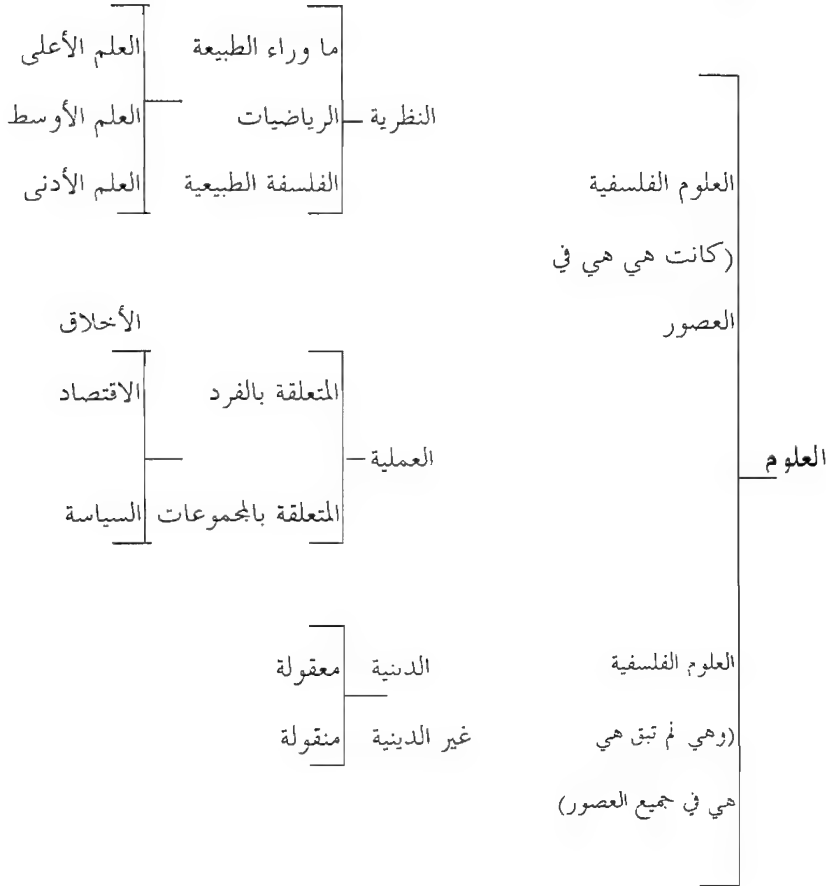 العلوم
العلوم الفلسفية
(كانت هي هي في
العصور
النظرية
ما وراء الطبيعة
الرياضيات
الفلسفة الطبيعية
العلم الأعلى
العلم الأوسط
العلم الأدنى
العملية
المتعلقة بالفرد
المتعلقة بالمجموعات
الأخلاق
الاقتصاد
السياسة
العلوم الفلسفية
(وهي لم تبق هي
هي في جميع العصور)
الدينية
غير الدينية
معقولة
منقولة